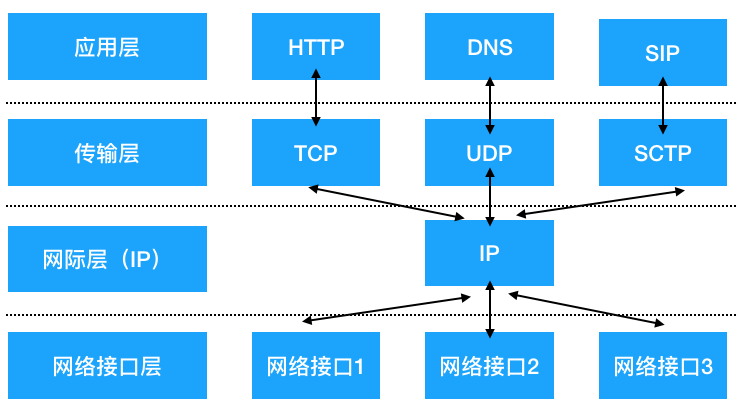 应用层
HTTP
DNS
SIP
传输层
TCP
UDP
SCTP
网际层（IP）
IP
网络接口层
网络接口1
网络接口2
网络接口3